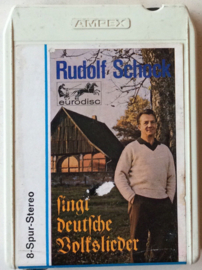 AMPEX
Rudolf Schock
eurodisc
singt
deutsche
Volkslieder
8-Spur-Stereo